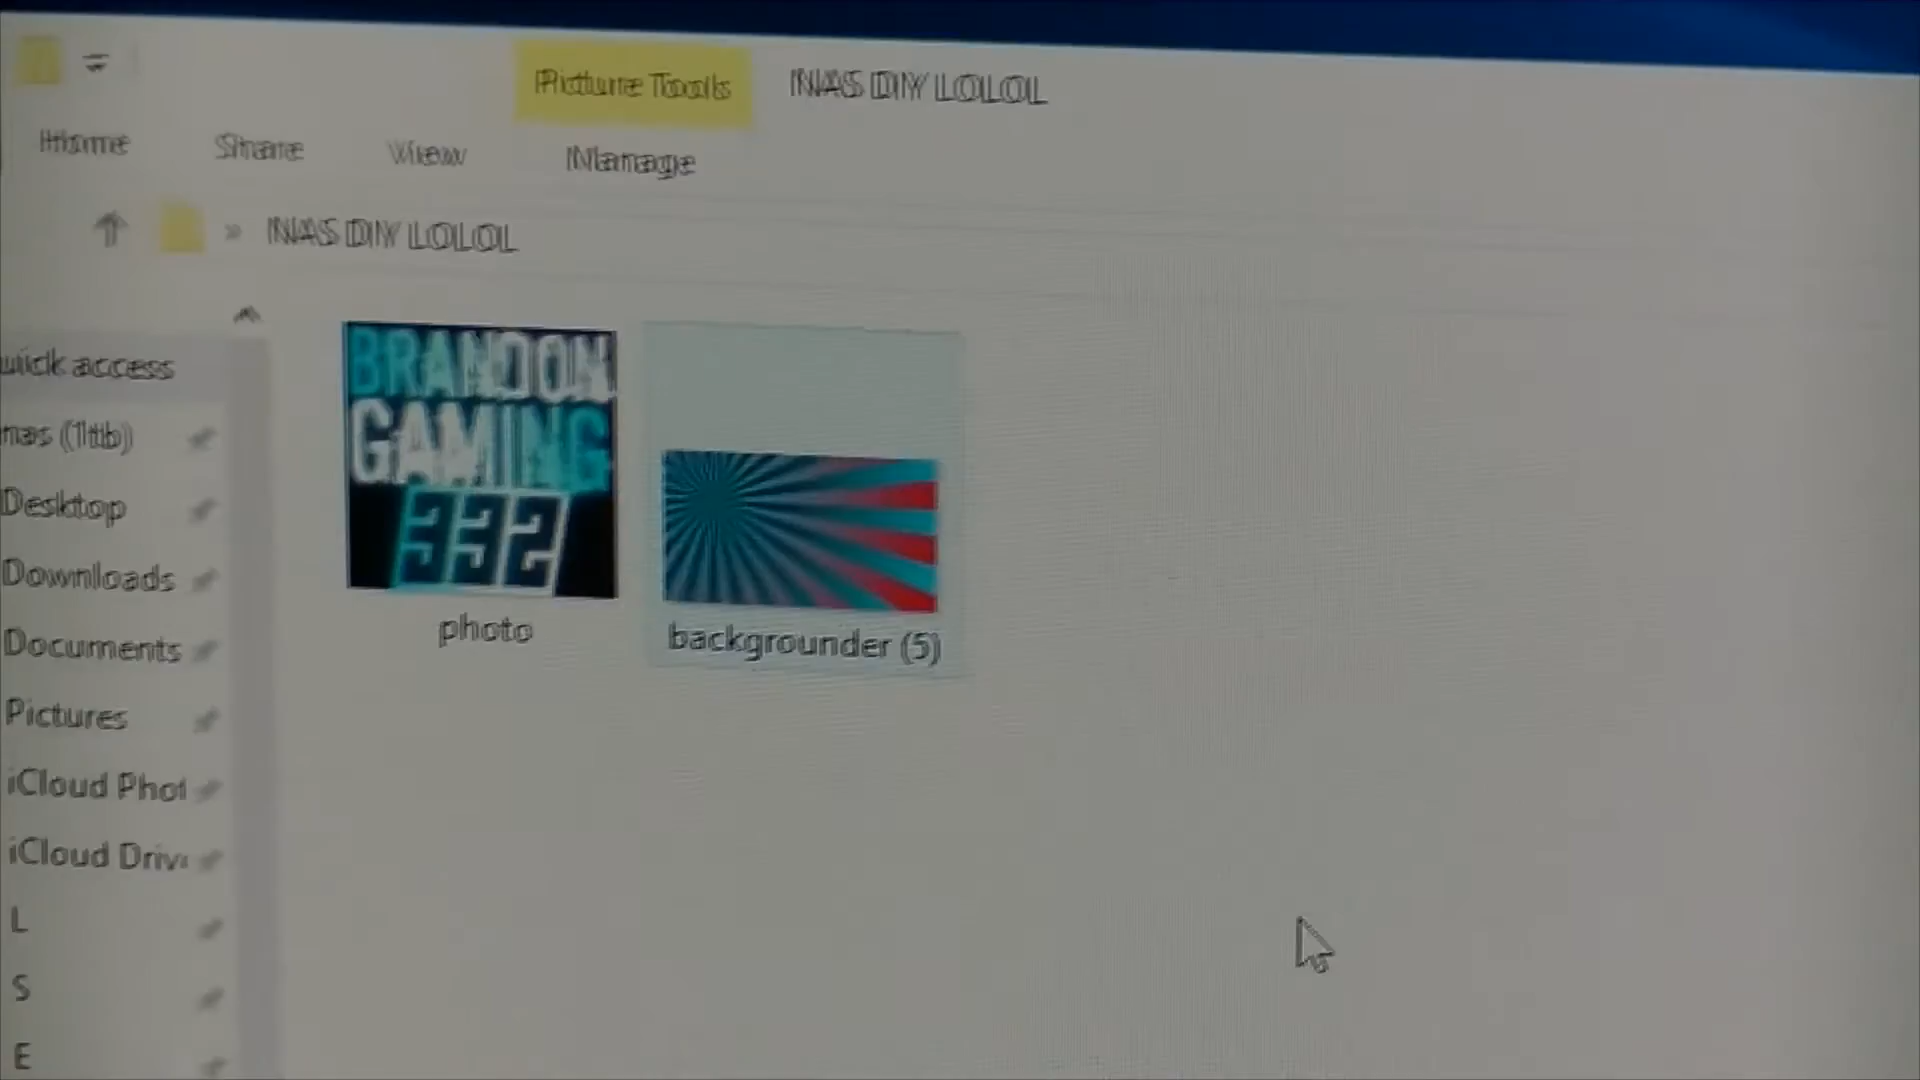 Picture Tools NAS DIY LOLOL
Home Share View Manage
» NAS DIY LOLOL
uick access
nas (1tb)
Desktop
Downloads
Documents
Pictures
iCloud Phot
iCloud Driv
L
S
E
BRANDON
GAMING
332
photo
backgrounder (5)